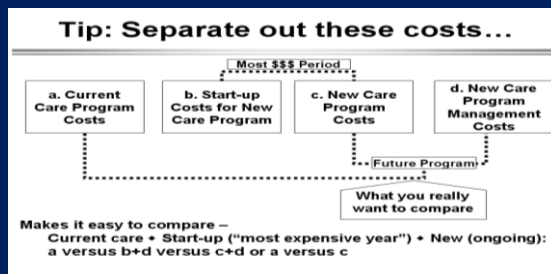 Tip: Separate out these costs…
Most $$$ Period
a. Current
Care Program
Costs
b. Start-up
Costs for New
Care Program
c. New Care
Program
Costs
d. New Care
Program
Management
Costs
Future Program
What you really
want to compare
Makes it easy to compare –
Current care • Start-up (“most expensive year”) • New (ongoing):
a versus b+d versus c+d or a versus c